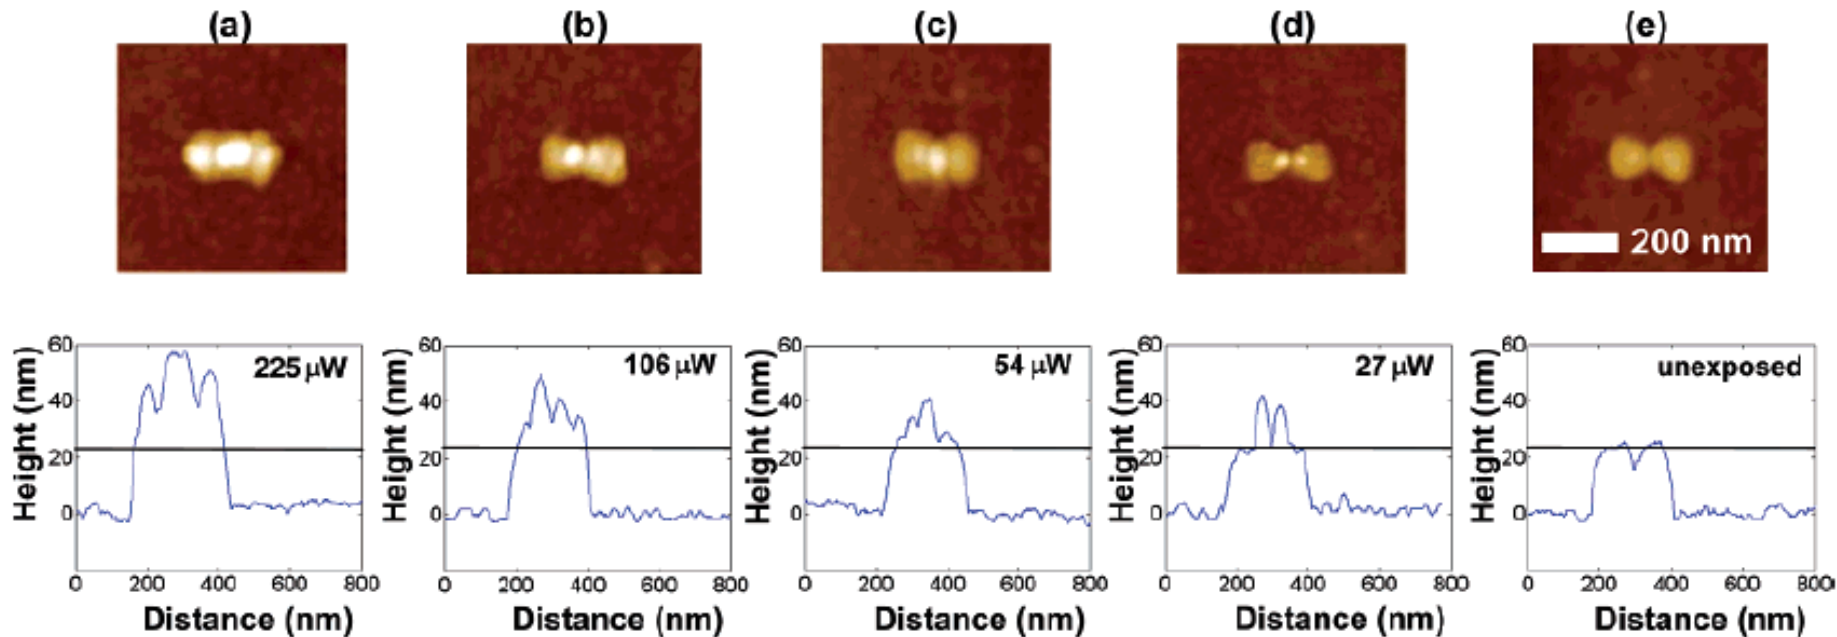 (a) (b) (c) (d) (e)
200 nm
Height (nm)
60
40
20
0
225 μW
0 200 400 600 800
Distance (nm)
Height (nm)
60
40
20
0
106 μW
0 200 400 600 800
Distance (nm)
Height (nm)
60
40
20
0
54 μW
0 200 400 600 800
Distance (nm)
Height (nm)
60
40
20
0
27 μW
0 200 400 600 800
Distance (nm)
Height (nm)
60
40
20
0
unexposed
0 200 400 600 800
Distance (nm)